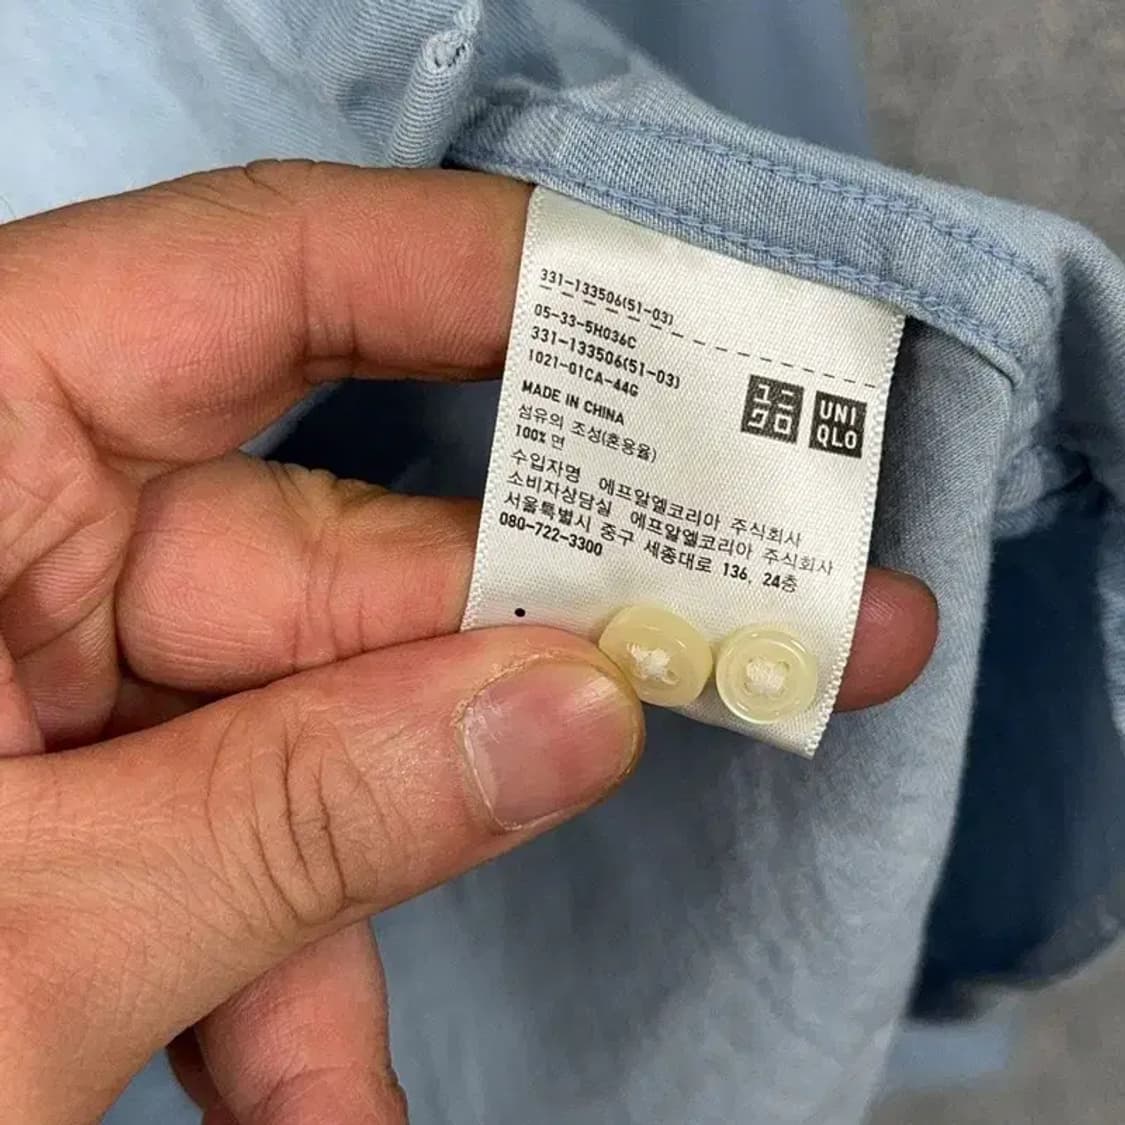 331-133506(51-03)
05-33-5H036C
331-133506(51-03)
1021-01CA-44G
MADE IN CHINA
섬유의 조성(혼용율)
100% 면
수입자명 에프알엘코리아 주식회사
소비자상담실 에프알엘코리아 주식회사
서울특별시 중구 세종대로 136, 24층
080-722-3300
ユニ
クロ
UNI
QLO